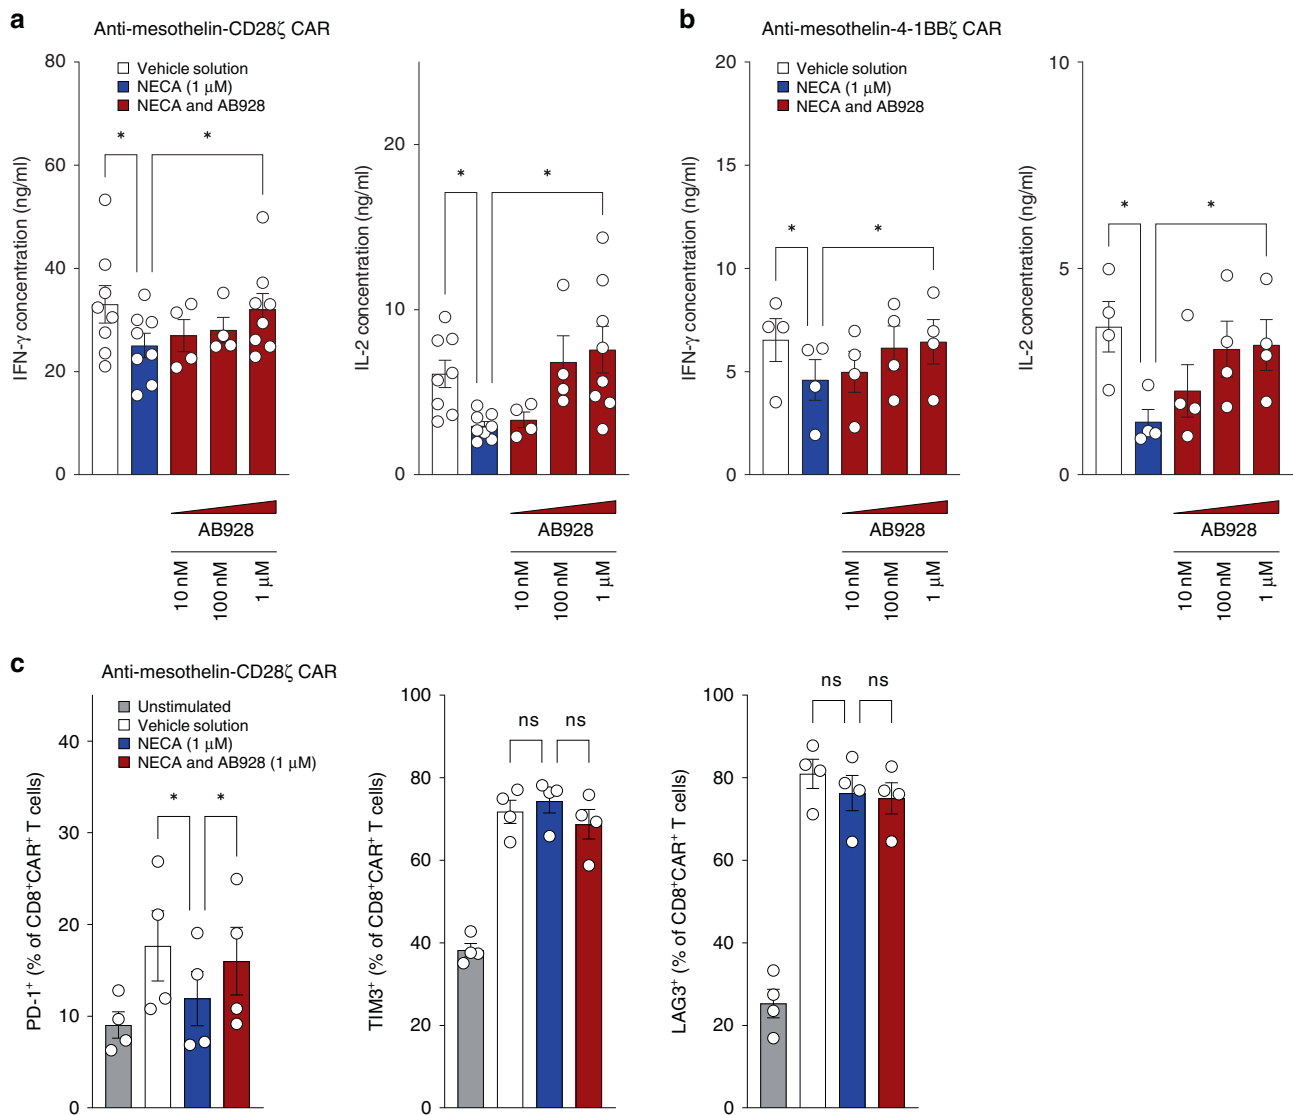 a
Anti-mesothelin-CD28ζ CAR
Vehicle solution
NECA (1 μM)
NECA and AB928
IFN-γ concentration (ng/ml)
80
60
40
20
0
* *
IL-2 concentration (ng/ml)
20
10
0
* *
AB928
10 nM
100 nM
1 μM
AB928
10 nM
100 nM
1 μM
b
Anti-mesothelin-4-1BBζ CAR
Vehicle solution
NECA (1 μM)
NECA and AB928
IFN-γ concentration (ng/ml)
20
15
10
5
0
* *
IL-2 concentration (ng/ml)
10
5
0
* *
AB928
10 nM
100 nM
1 μM
AB928
10 nM
100 nM
1 μM
c
Anti-mesothelin-CD28ζ CAR
Unstimulated
Vehicle solution
NECA (1 μM)
NECA and AB928 (1 μM)
PD-1⁺ (% of CD8⁺CAR⁺ T cells)
40
30
20
10
0
* *
TIM3⁺ (% of CD8⁺CAR⁺ T cells)
100
80
60
40
20
0
ns ns
LAG3⁺ (% of CD8⁺CAR⁺ T cells)
100
80
60
40
20
0
ns ns